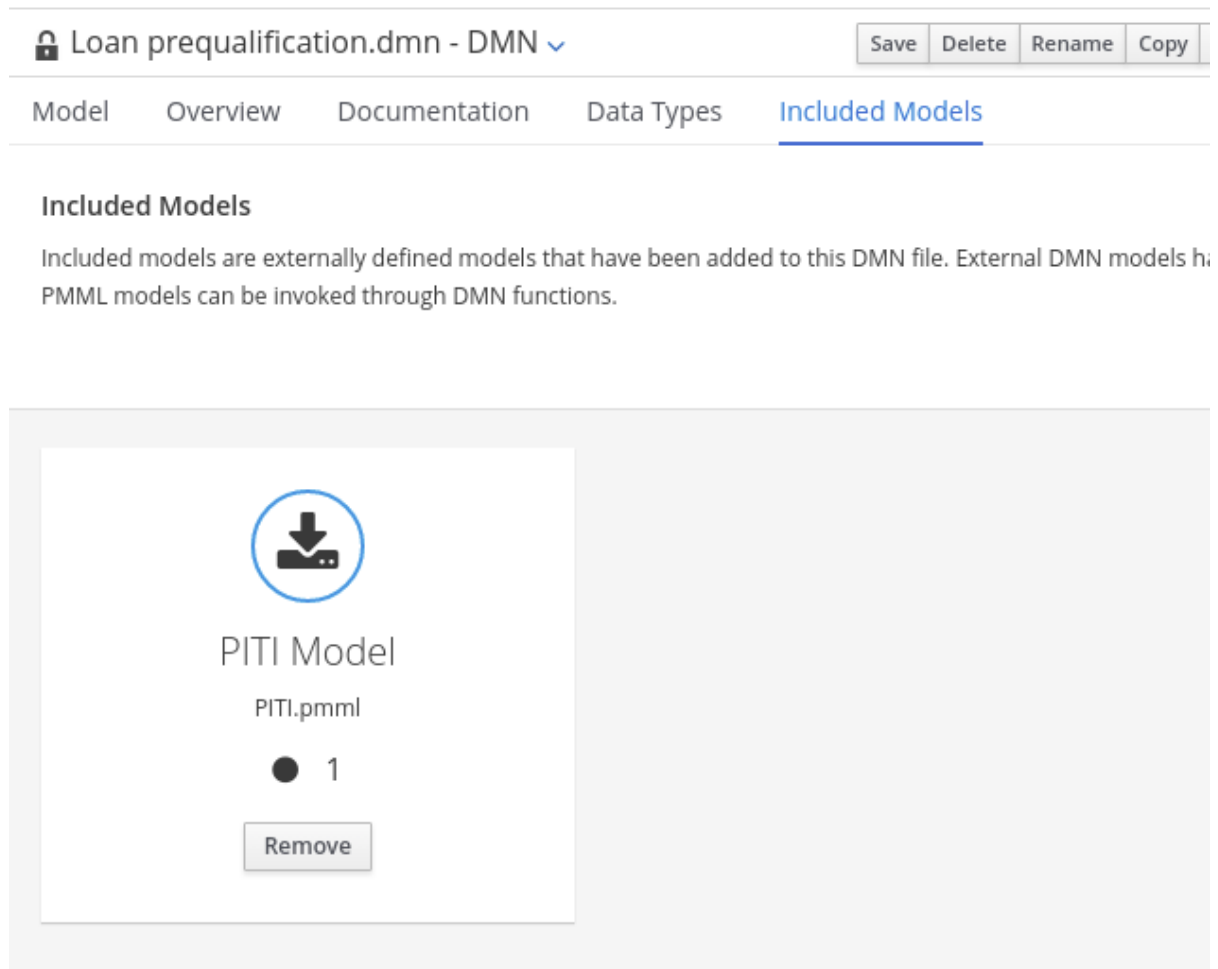 Loan prequalification.dmn - DMN
Save Delete Rename Copy
Model Overview Documentation Data Types Included Models
Included Models
Included models are externally defined models that have been added to this DMN file. External DMN models
PMML models can be invoked through DMN functions.
PITI Model
PITI.pmml
1
Remove